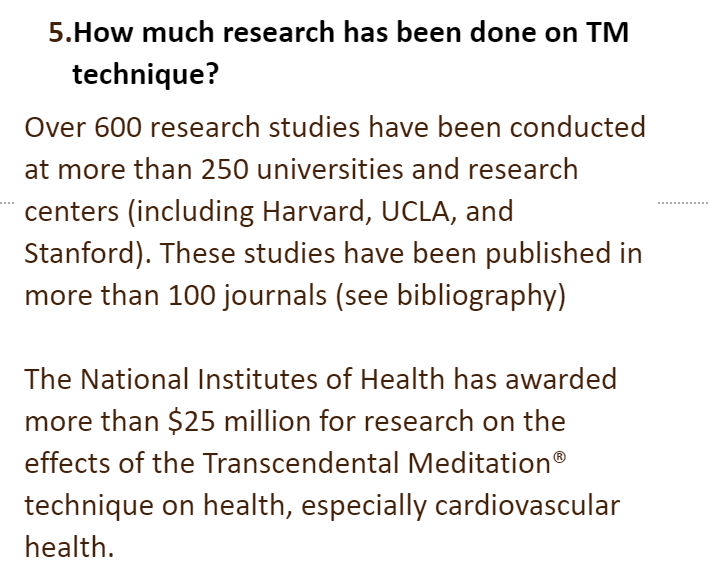 5.How much research has been done on TM
technique?
Over 600 research studies have been conducted
at more than 250 universities and research
centers (including Harvard, UCLA, and
Stanford). These studies have been published in
more than 100 journals (see bibliography)
The National Institutes of Health has awarded
more than $25 million for research on the
effects of the Transcendental Meditation®
technique on health, especially cardiovascular
health.